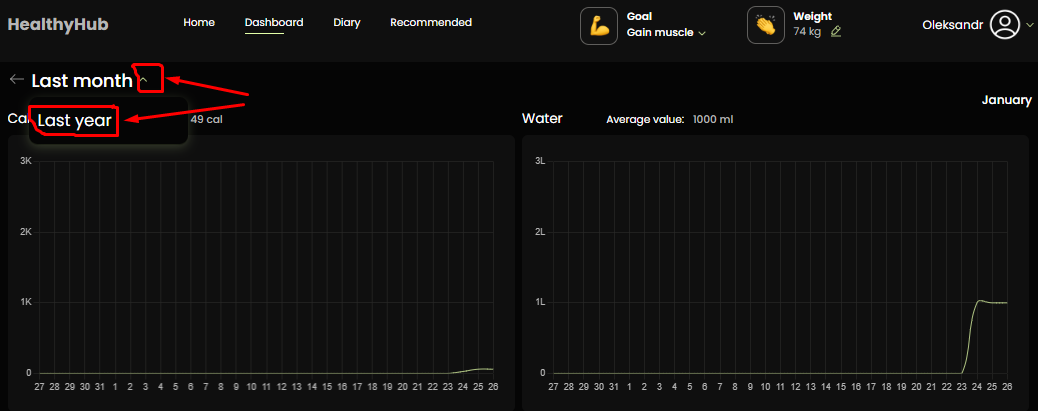 HealthyHub
Home Dashboard Diary Recommended
Goal
Gain muscle
Weight
74 kg
Oleksandr
Last month
January
Last year
49 cal
Water Average value: 1000 ml
3K
2K
1K
0
27 28 29 30 31 1 2 3 4 5 6 7 8 9 10 11 12 13 14 15 16 17 18 19 20 21 22 23 24 25 26
3L
2L
1L
0
27 28 29 30 31 1 2 3 4 5 6 7 8 9 10 11 12 13 14 15 16 17 18 19 20 21 22 23 24 25 26